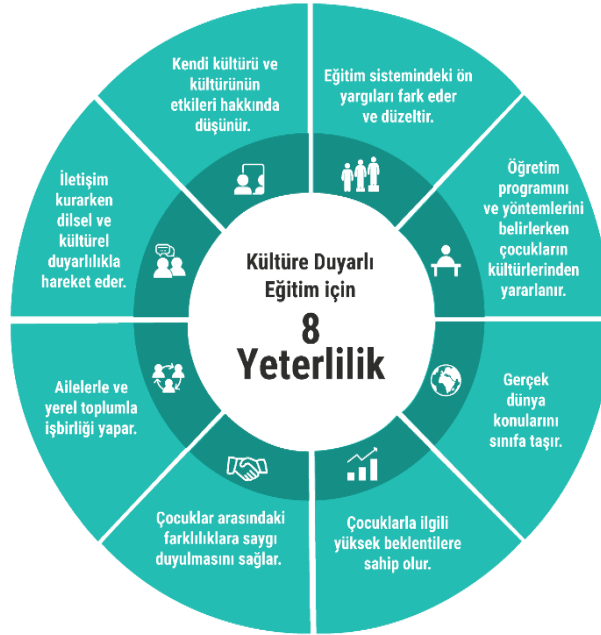 Kültüre Duyarlı
Eğitim için
8
Yeterlilik
Kendi kültürü ve
kültürünün
etkileri hakkında
düşünür.
Eğitim sistemindeki ön
yargıları fark eder
ve düzeltir.
Öğretim
programını
ve yöntemlerini
belirlerken
çocukların
kültürlerinden
yararlanır.
Gerçek
dünya
konularını
sınıfa taşır.
Çocuklarla ilgili
yüksek beklentilere
sahip olur.
Çocuklar arasındaki
farklılıklara saygı
duyulmasını sağlar.
Ailelerle ve
yerel toplumla
işbirliği yapar.
İletişim
kurarken
dilsel ve
kültürel
duyarlılıkla
hareket eder.